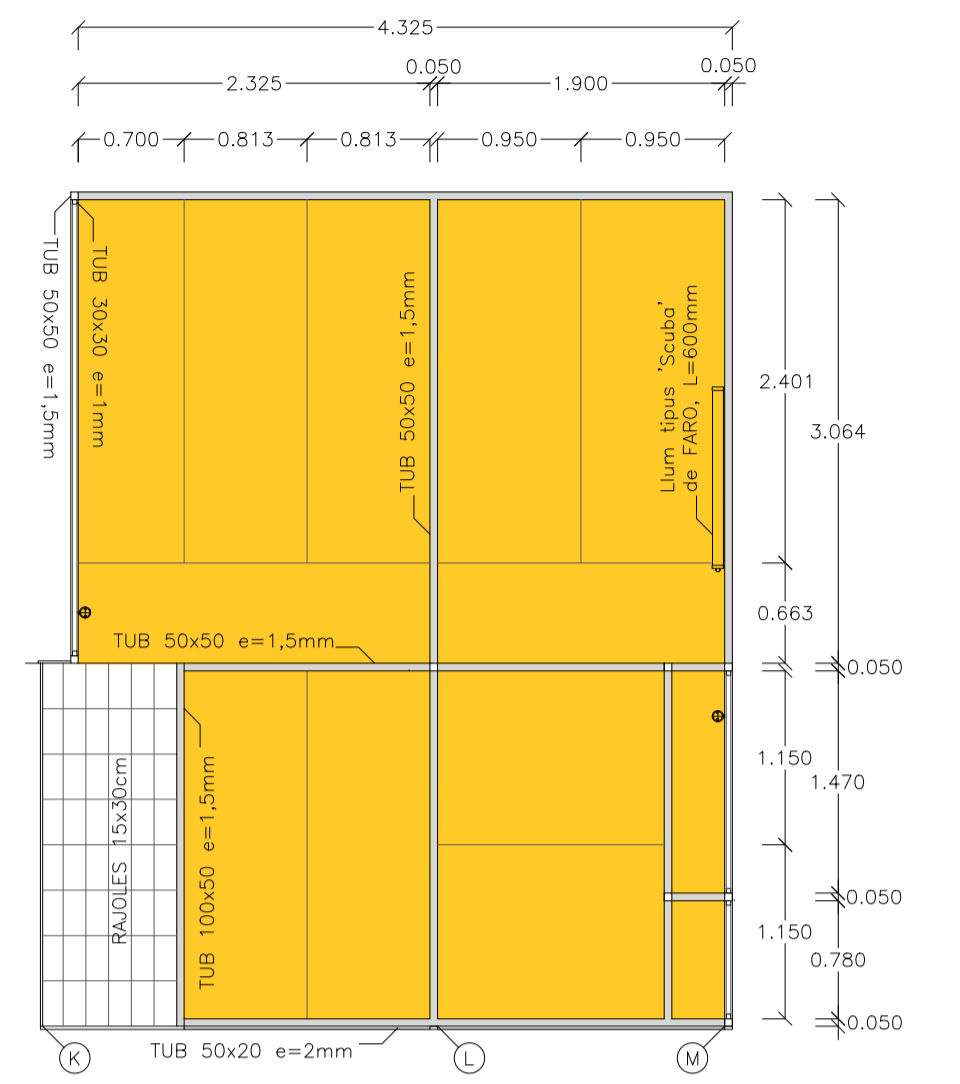 4.325
0.050
0.050
2.325
1.900
0.700
0.813
0.813
0.950
0.950
TUB 50x50 e=1,5mm
TUB 30x30 e=1mm
TUB 50x50 e=1,5mm
Llum tipus 'Scuba'
de FARO, L=600mm
2.401
3.064
0.663
TUB 50x50 e=1,5mm
0.050
RAJOLES 15x30cm
TUB 100x50 e=1,5mm
1.150
1.470
0.050
1.150
0.780
0.050
TUB 50x20 e=2mm
K
L
M